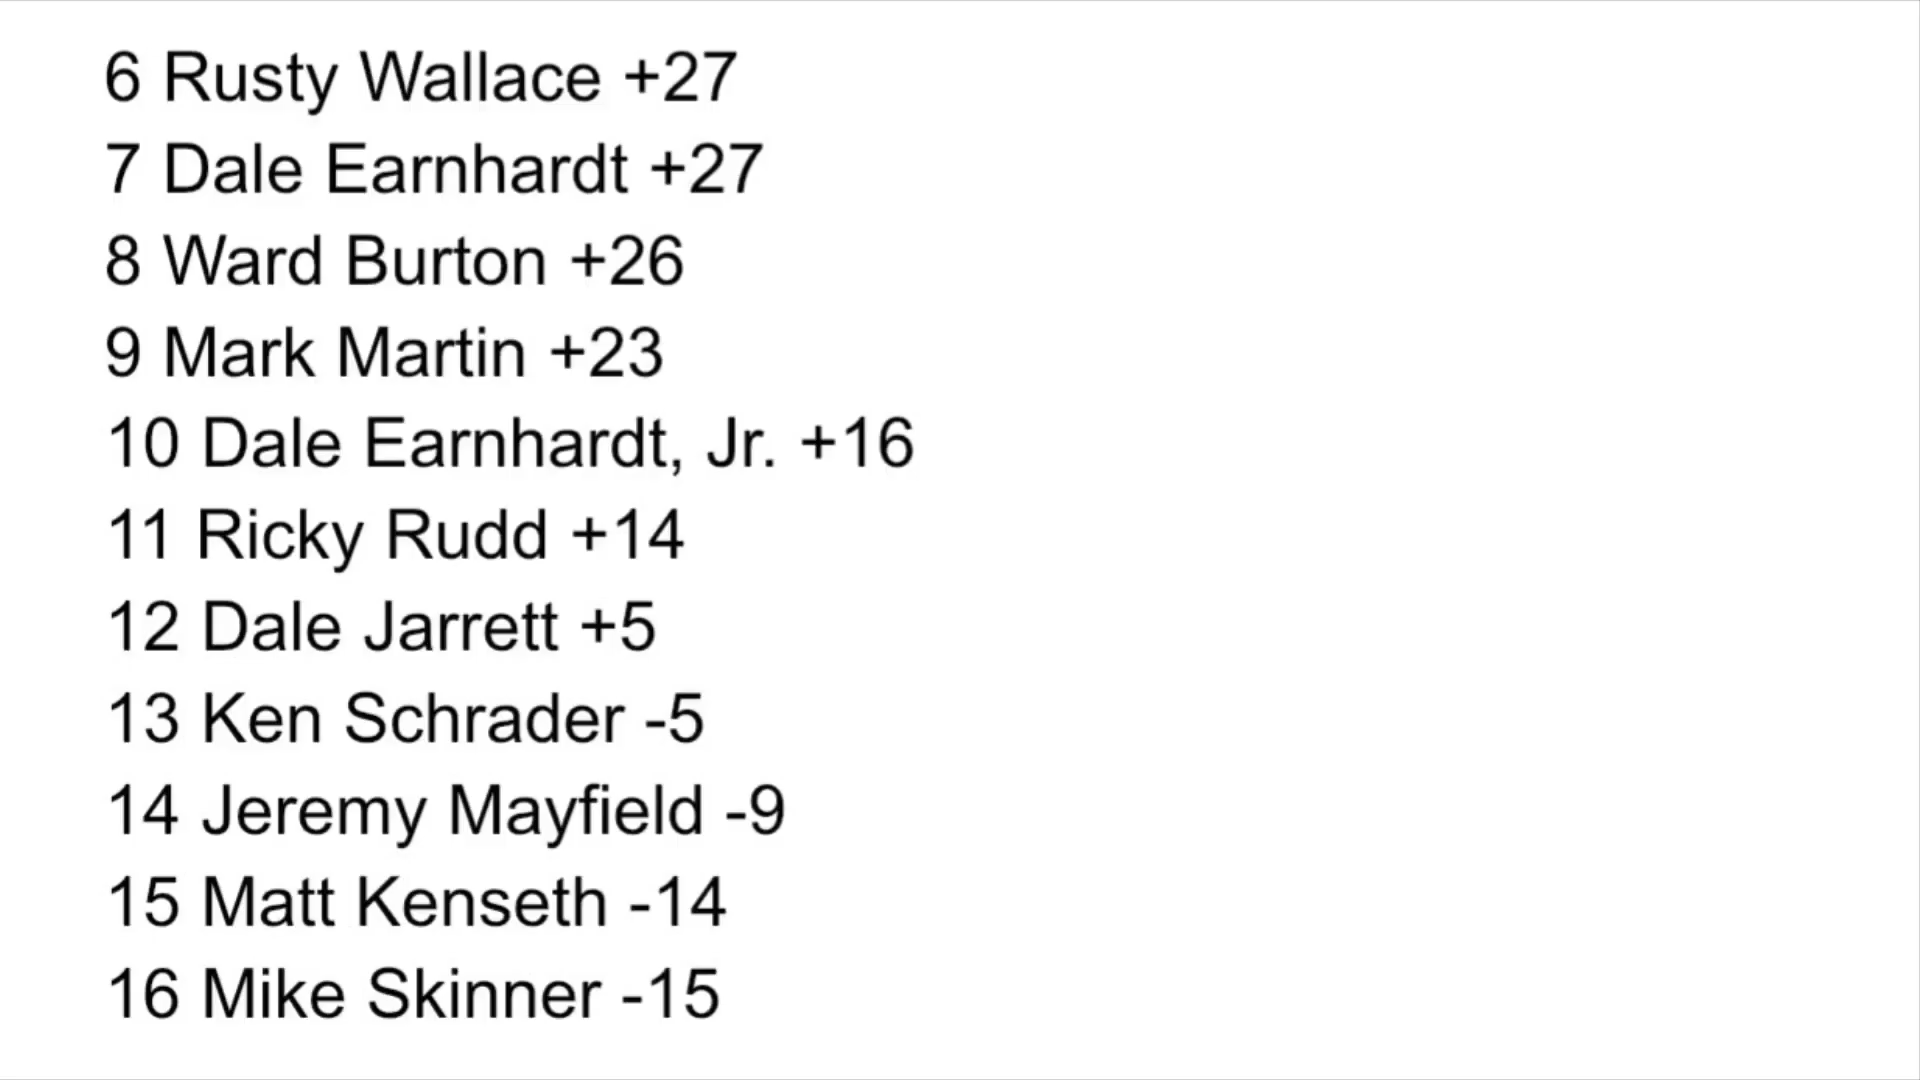 6 Rusty Wallace +27
7 Dale Earnhardt +27
8 Ward Burton +26
9 Mark Martin +23
10 Dale Earnhardt, Jr. +16
11 Ricky Rudd +14
12 Dale Jarrett +5
13 Ken Schrader -5
14 Jeremy Mayfield -9
15 Matt Kenseth -14
16 Mike Skinner -15